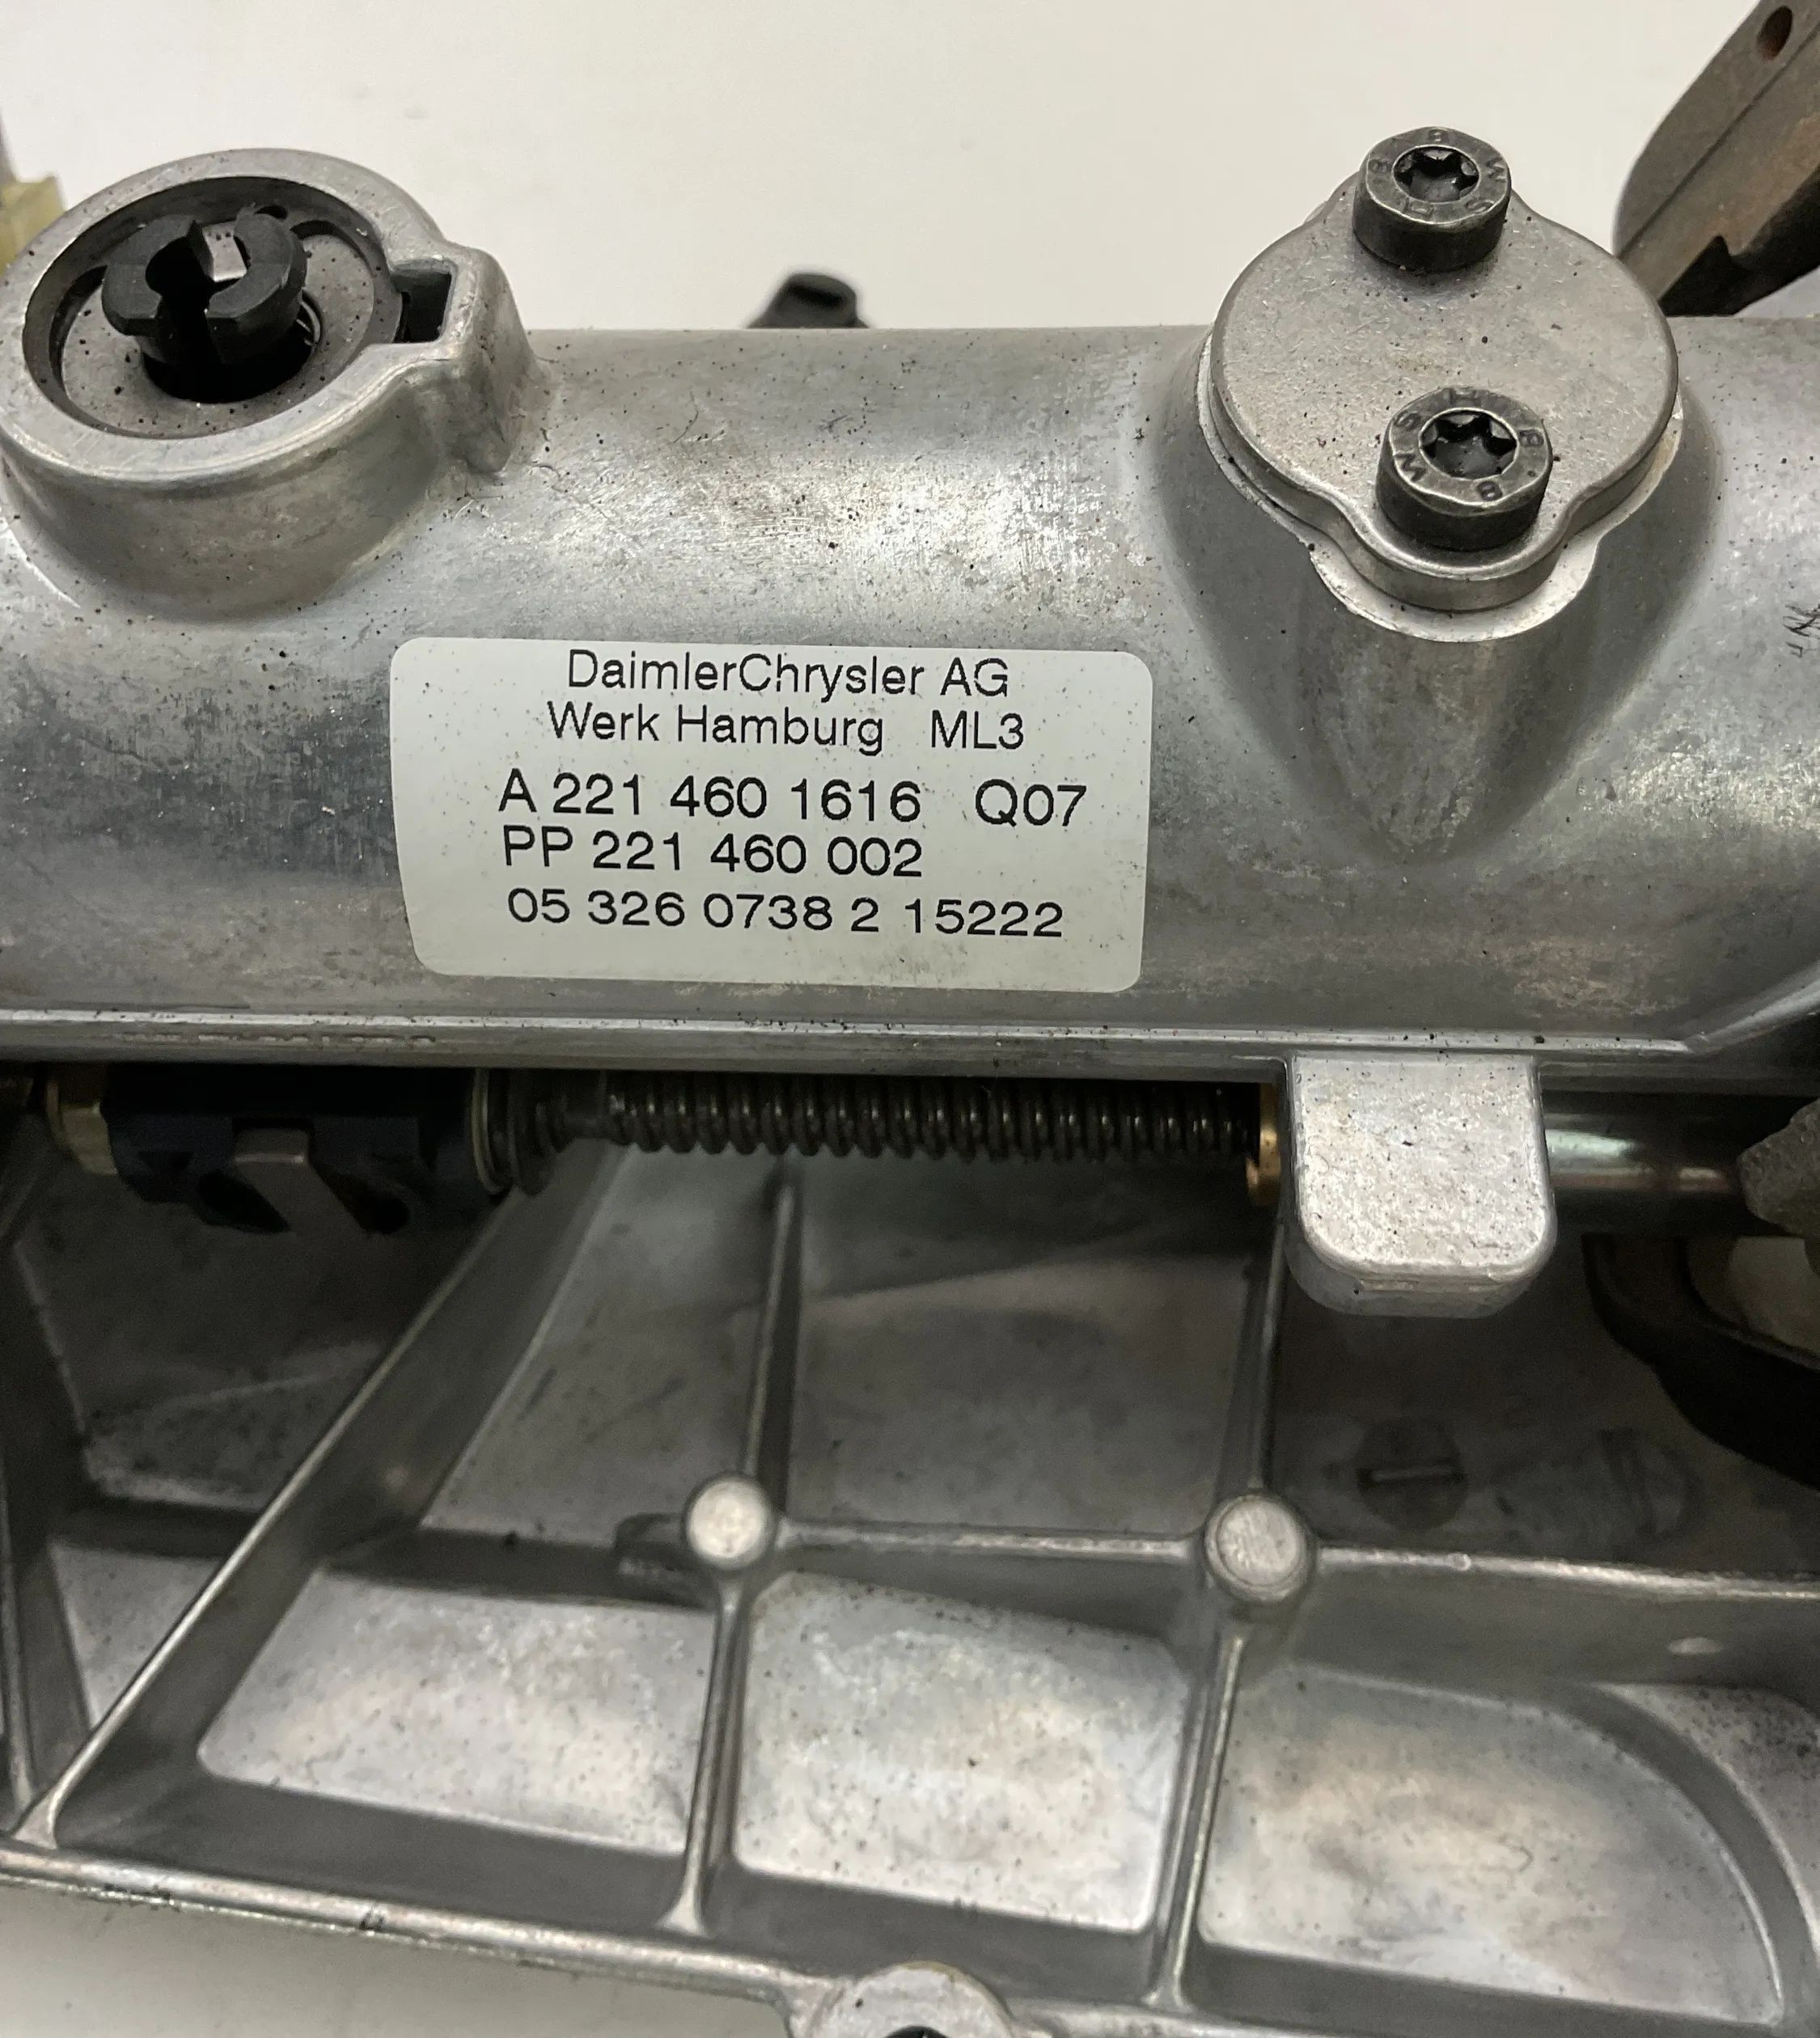 DaimlerChrysler AG
Werk Hamburg ML3
A 221 460 1616 Q07
PP 221 460 002
05 326 0738 2 15222